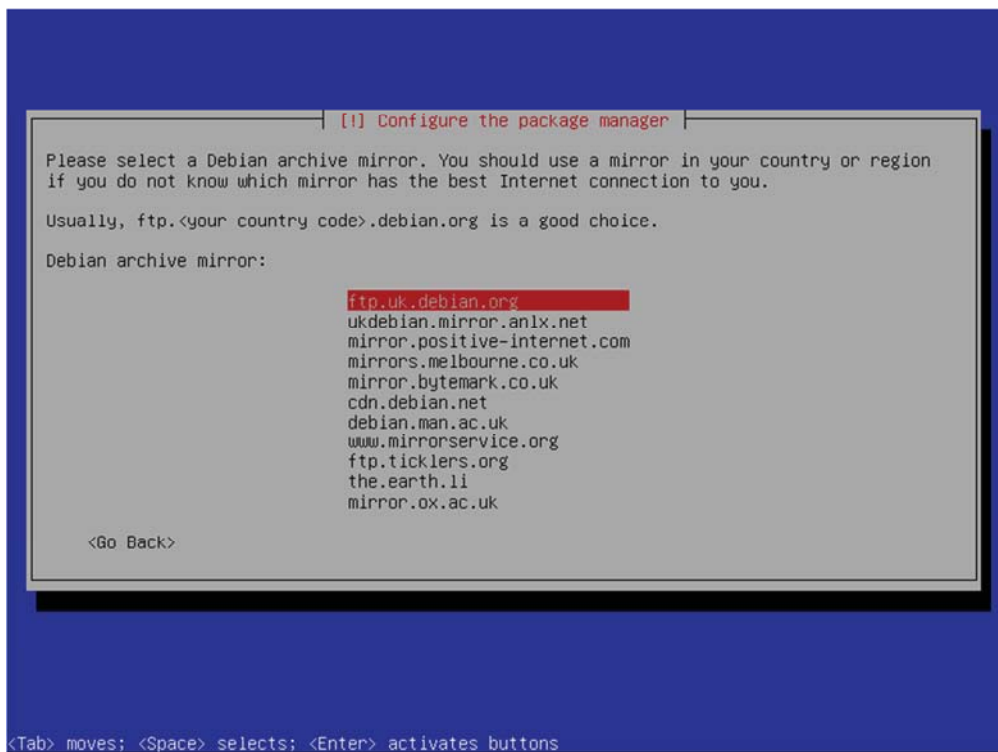 [!] Configure the package manager
Please select a Debian archive mirror. You should use a mirror in your country or region
if you do not know which mirror has the best Internet connection to you.
Usually, ftp.<your country code>.debian.org is a good choice.
Debian archive mirror:
ftp.uk.debian.org
ukdebian.mirror.anlx.net
mirror.positive-internet.com
mirrors.melbourne.co.uk
mirror.bytemark.co.uk
cdn.debian.net
debian.man.ac.uk
www.mirrorservice.org
ftp.ticklers.org
the.earth.li
mirror.ox.ac.uk
<Go Back>
<Tab> moves; <Space> selects; <Enter> activates buttons